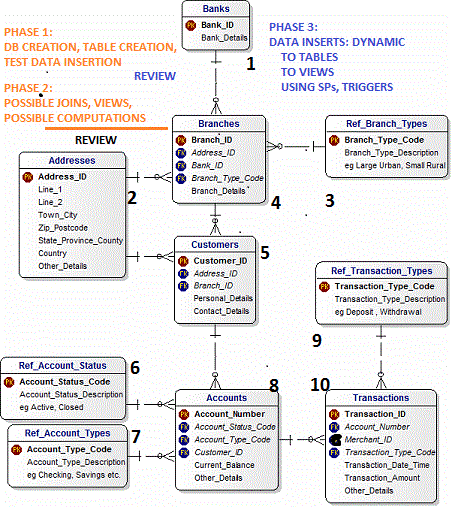 Banks
PK Bank_ID
Bank_Details
PHASE 1:
DB CREATION, TABLE CREATION,
TEST DATA INSERTION
REVIEW
PHASE 2:
POSSIBLE JOINS, VIEWS,
POSSIBLE COMPUTATIONS
REVIEW
PHASE 3:
DATA INSERTS: DYNAMIC
TO TABLES
TO VIEWS
USING SPs, TRIGGERS
1
Branches
PK Branch_ID
FK Address_ID
FK Bank_ID
FK Branch_Type_Code
Branch_Details
4
Ref_Branch_Types
PK Branch_Type_Code
Branch_Type_Description
eg Large Urban, Small Rural
3
Addresses
PK Address_ID
Line_1
Line_2
Town_City
Zip_Postcode
State_Province_County
Country
Other_Details
2
Customers
PK Customer_ID
FK Address_ID
FK Branch_ID
Personal_Details
Contact_Details
5
Ref_Transaction_Types
PK Transaction_Type_Code
Transaction_Type_Description
eg Deposit , Withdrawal
9
Ref_Account_Status
PK Account_Status_Code
Account_Status_Description
eg Active, Closed
6
Ref_Account_Types
PK Account_Type_Code
Account_Type_Description
eg Checking, Savings etc.
7
Accounts
PK Account_Number
FK Account_Status_Code
FK Account_Type_Code
FK Customer_ID
Current_Balance
Other_Details
8
Transactions
PK Transaction_ID
FK Account_Number
Merchant_ID
FK Transaction_Type_Code
Transaction_Date_Time
Transaction_Amount
Other_Details
10